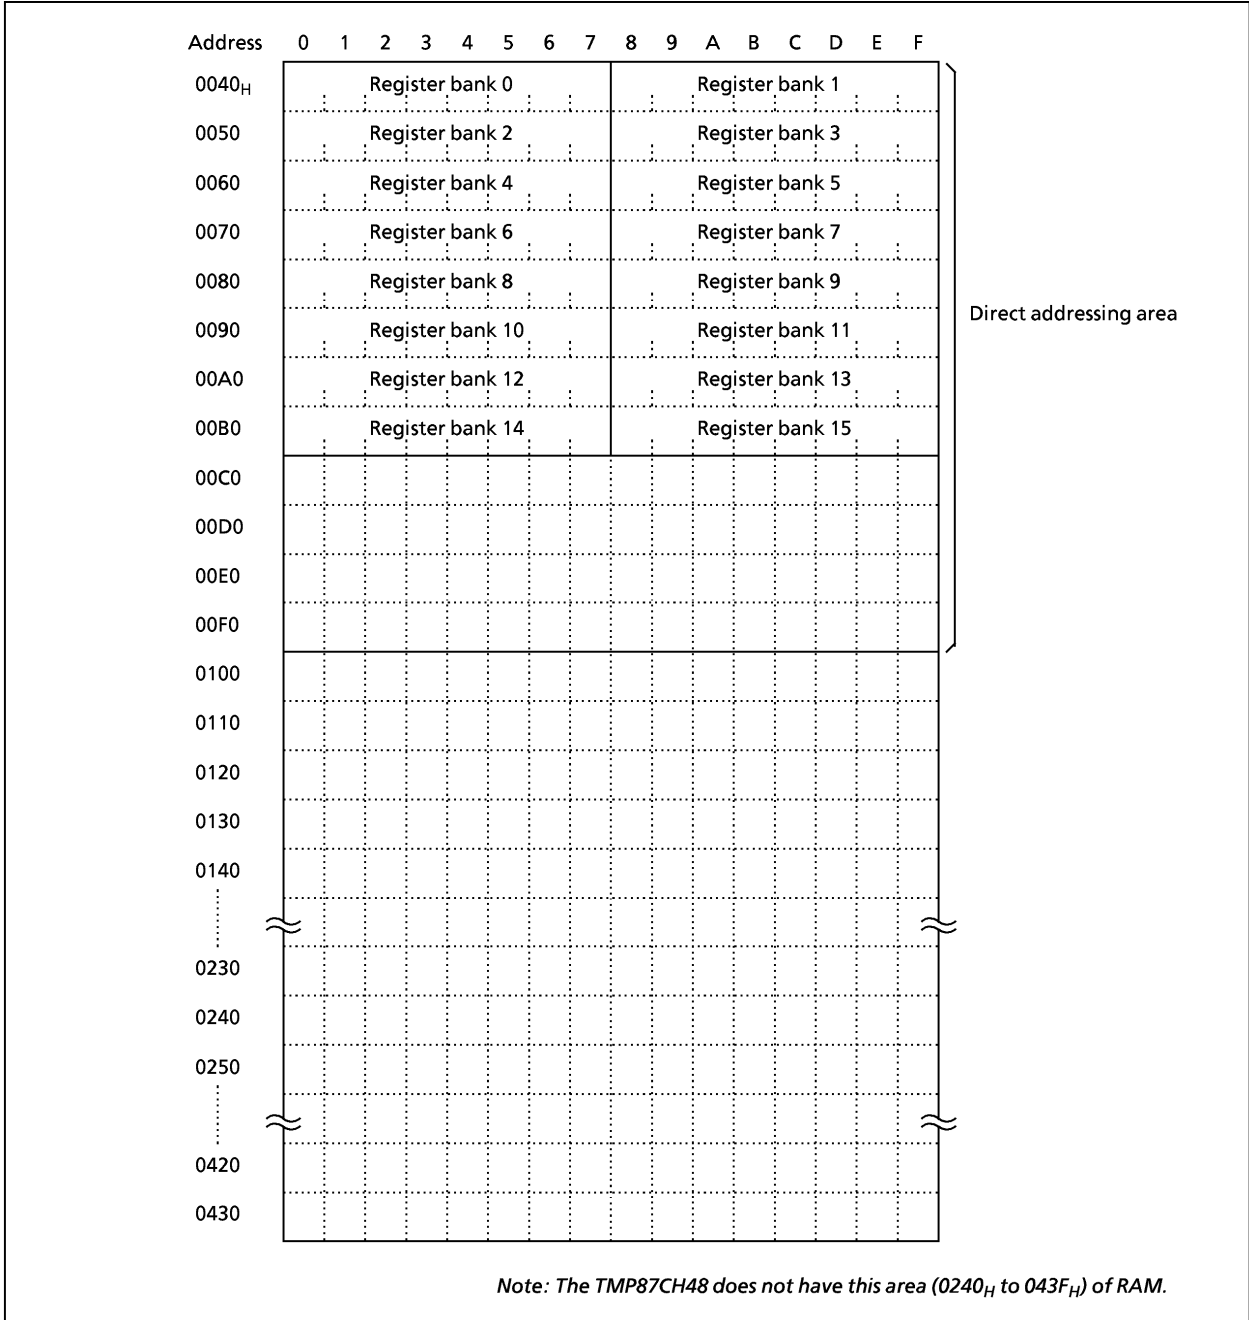 Address 0 1 2 3 4 5 6 7 8 9 A B C D E F
0040H Register bank 0 Register bank 1
0050 Register bank 2 Register bank 3
0060 Register bank 4 Register bank 5
0070 Register bank 6 Register bank 7
0080 Register bank 8 Register bank 9
Direct addressing area
0090 Register bank 10 Register bank 11
00A0 Register bank 12 Register bank 13
00B0 Register bank 14 Register bank 15
00C0
00D0
00E0
00F0
0100
0110
0120
0130
0140
0230
0240
0250
0420
0430
Note: The TMP87CH48 does not have this area (0240H to 043FH) of RAM.